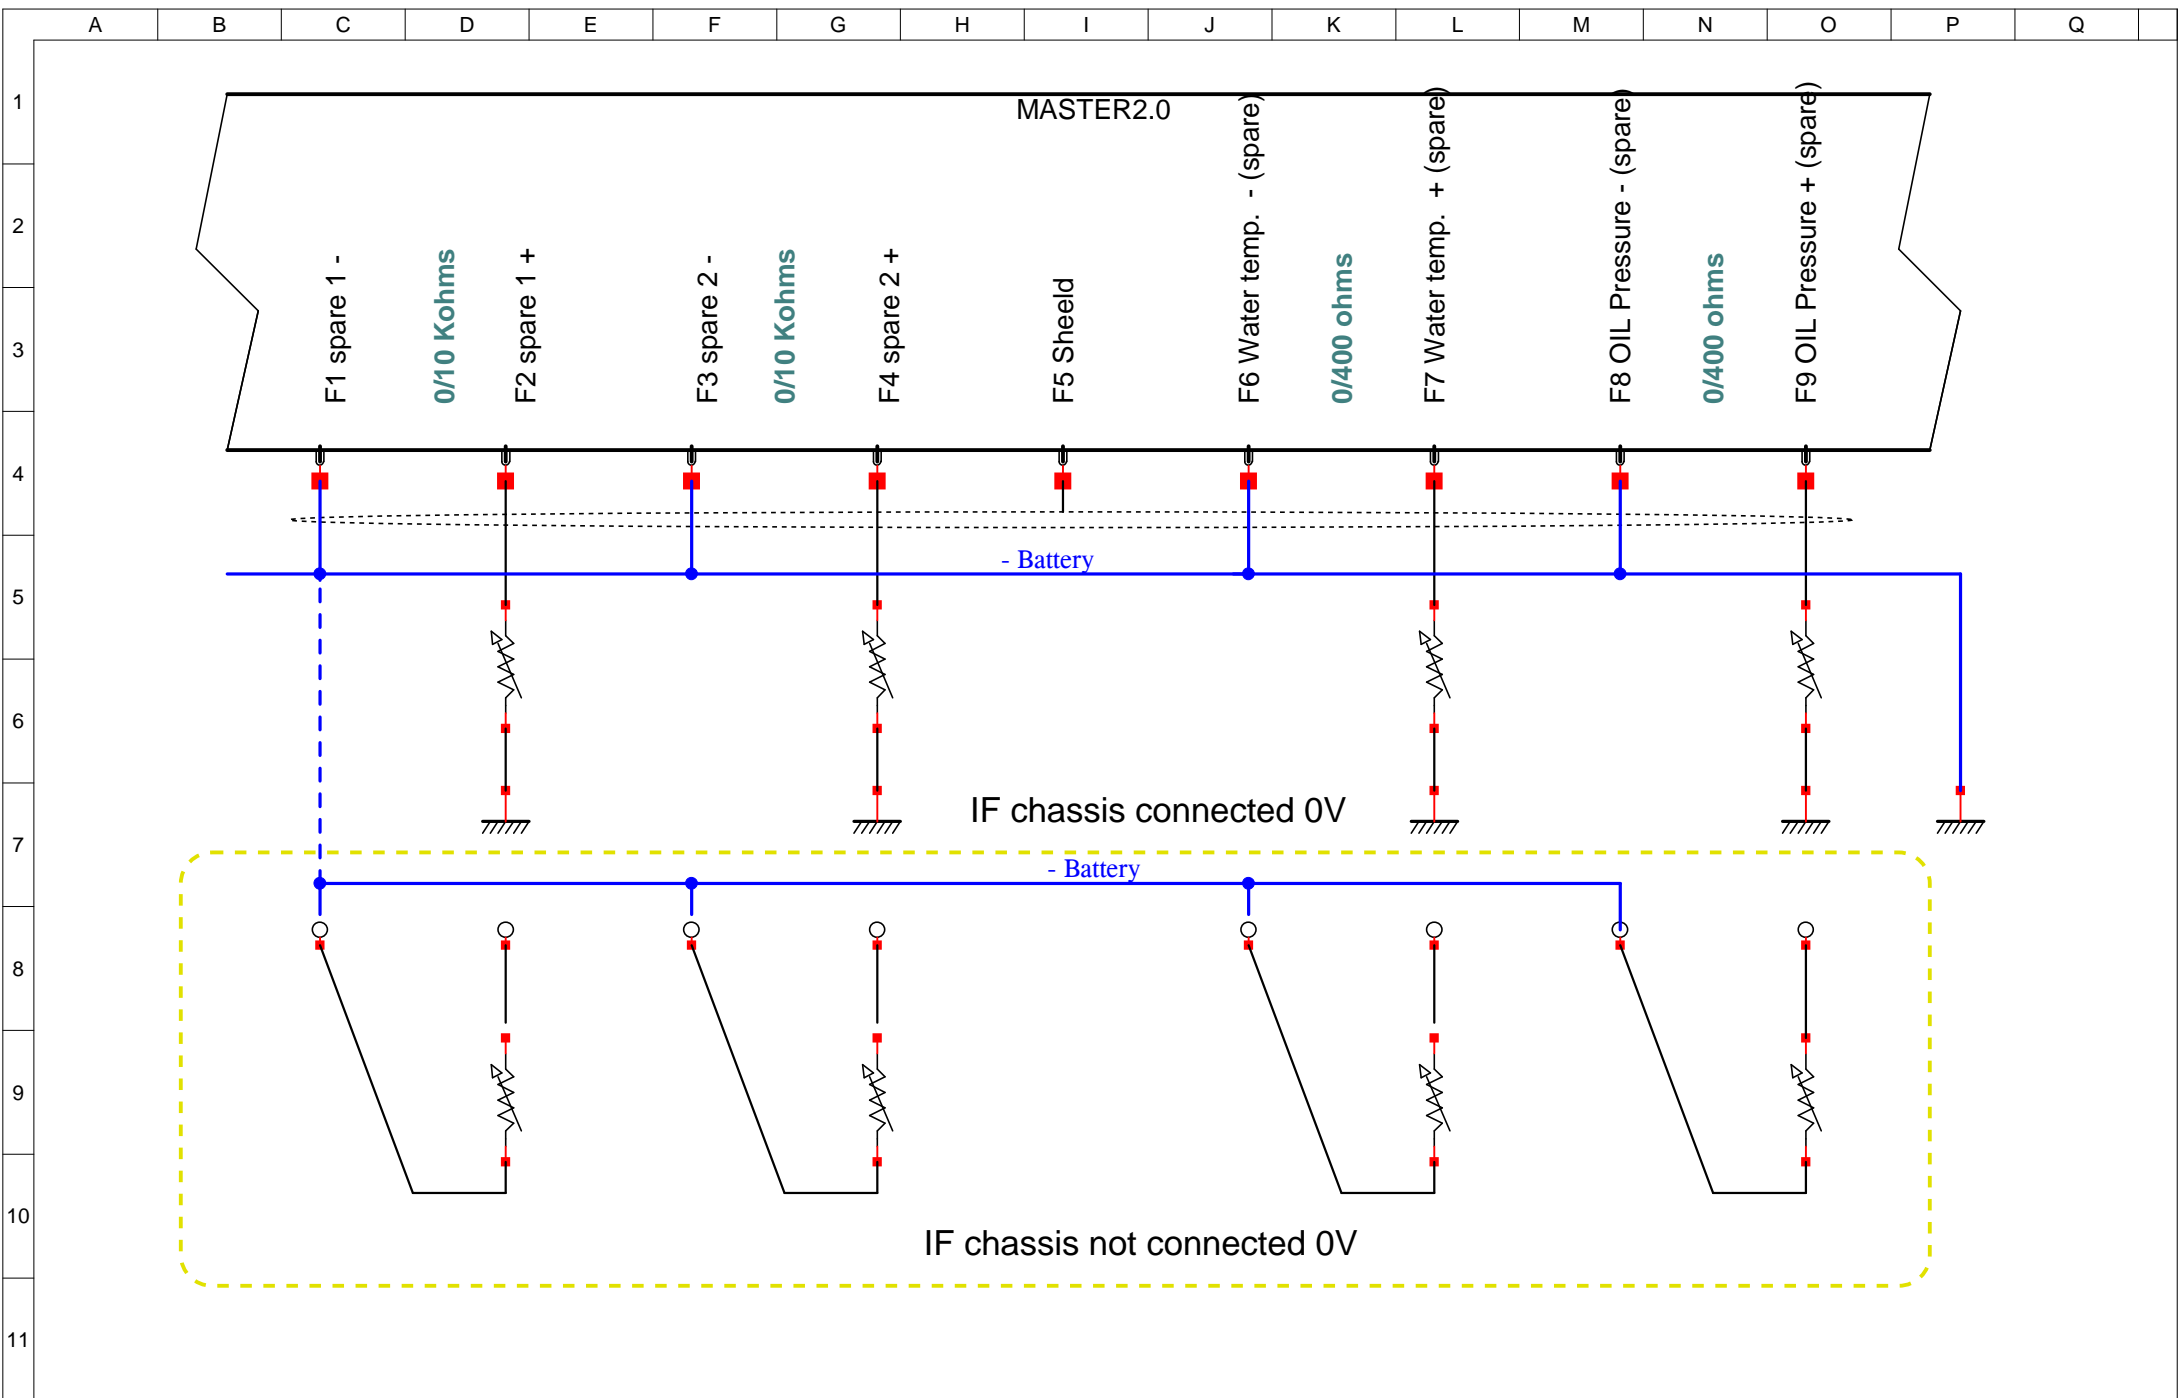 A B C D E F G H I J K L M N O P Q
1
2
3
4
5
6
7
8
9
10
11
MASTER2.0
F1 spare 1 -
0/10 Kohms
F2 spare 1 +
F3 spare 2 -
0/10 Kohms
F4 spare 2 +
F5 Sheeld
F6 Water temp. - (spare)
0/400 ohms
F7 Water temp. + (spare)
F8 OIL Pressure - (spare)
0/400 ohms
F9 OIL Pressure + (spare)
- Battery
IF chassis connected 0V
- Battery
IF chassis not connected 0V